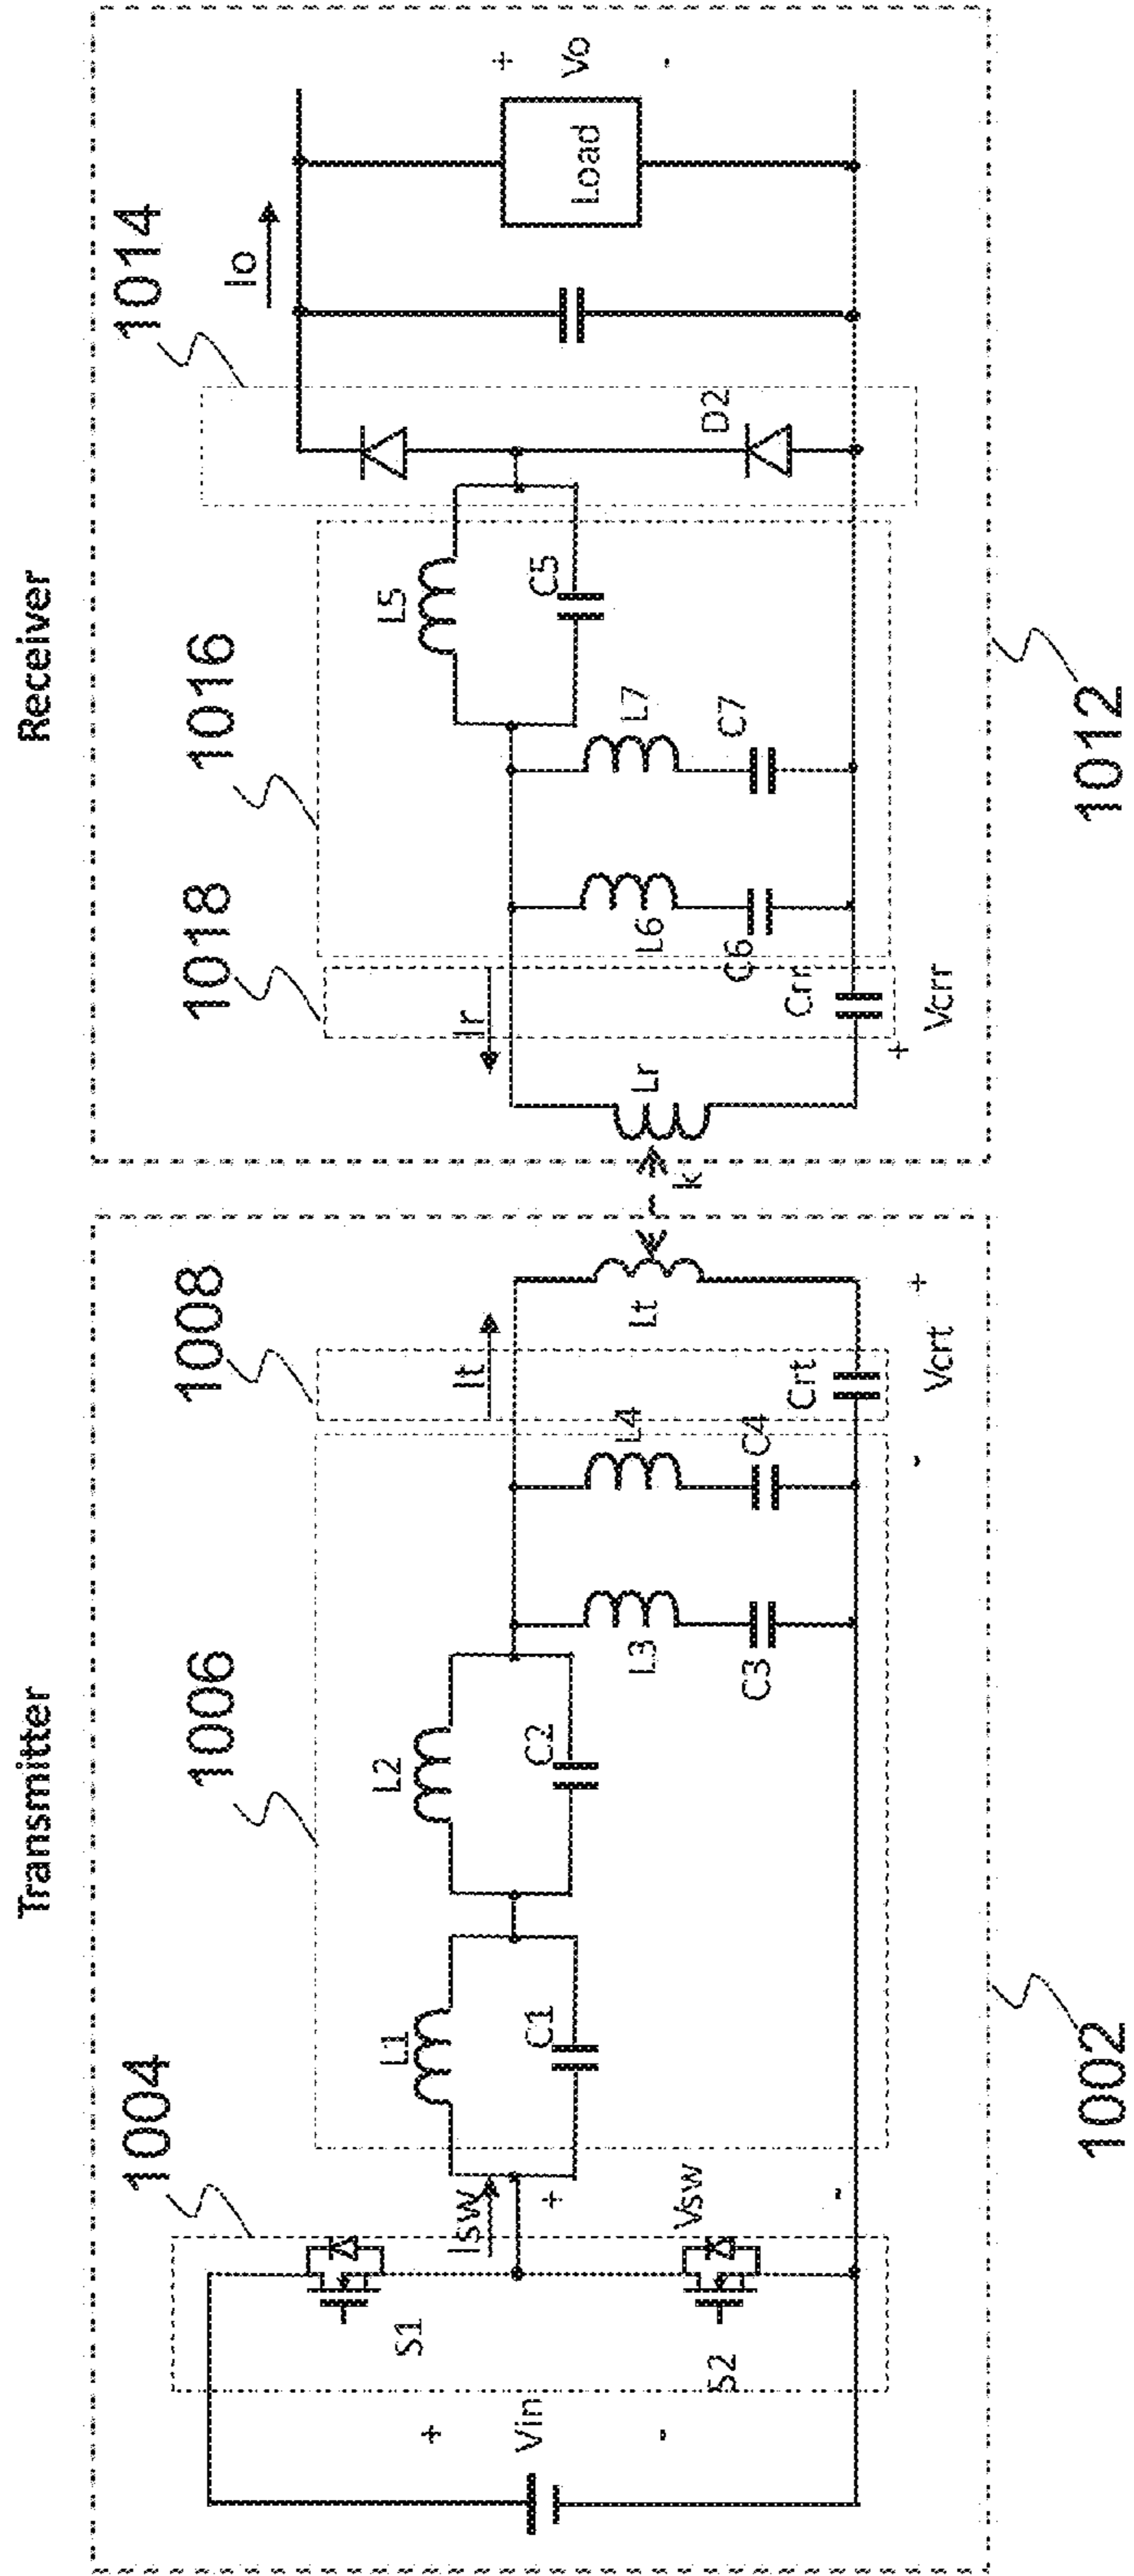 Transmitter
Receiver
1004
1006
1008
1018
1016
1014
Vin
+
-
S1
S2
Isw
+
Vsw
-
L1
C1
L2
C2
L3
C3
L4
C4
It
Crt
-
Vcrt
+
Lt
k
Lr
Ir
Crr
+
Vcrr
L6
C6
L7
C7
L5
C5
D2
Io
Load
+
Vo
-
1002
1012